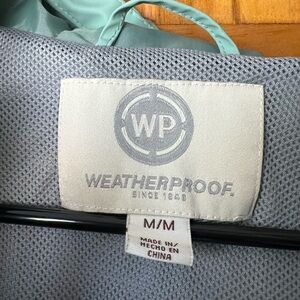 WP
WEATHERPROOF.
SINCE 1948
M/M
MADE IN/
HECHO EN
CHINA